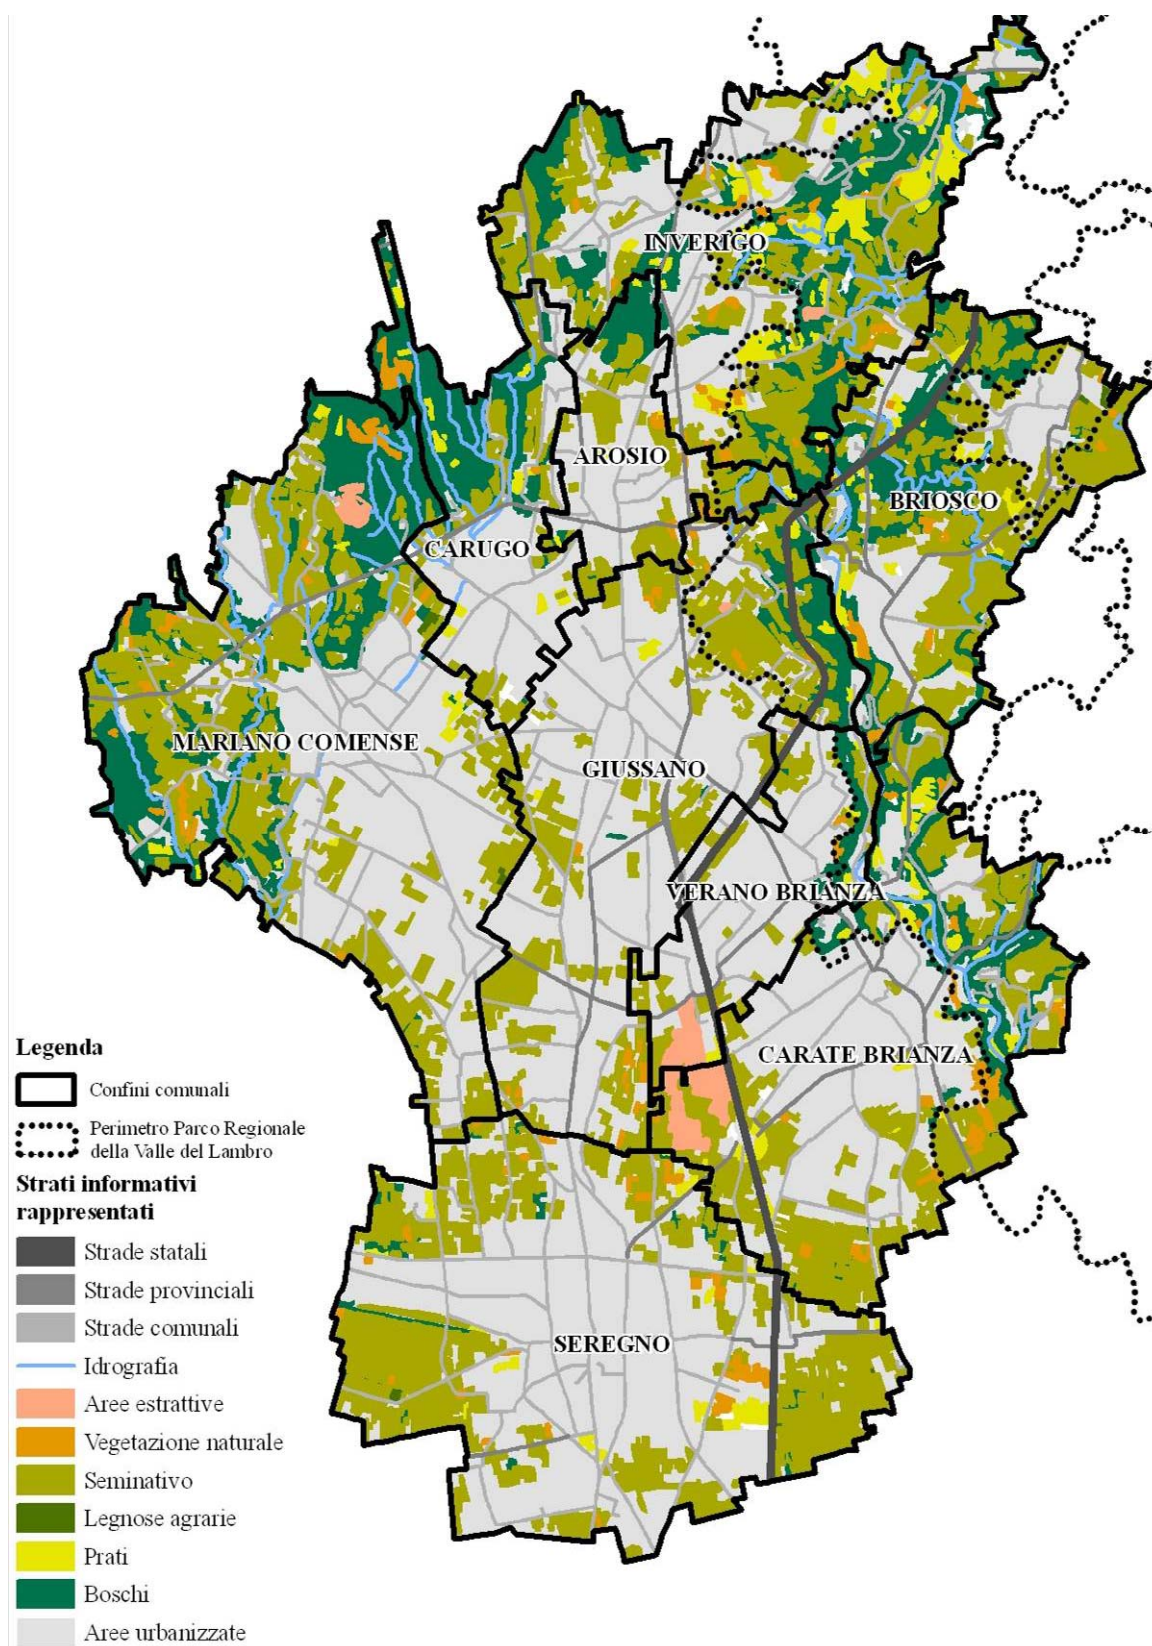 INVERIGO
AROSIO
BRIOSCO
CARUGO
MARIANO COMENSE
GIUSSANO
VERANO BRIANZA
CARATE BRIANZA
SEREGNO
Legenda
Confini comunali
Perimetro Parco Regionale
della Valle del Lambro
Strati informativi
rappresentati
Strade statali
Strade provinciali
Strade comunali
Idrografia
Aree estrattive
Vegetazione naturale
Seminativo
Legnose agrarie
Prati
Boschi
Aree urbanizzate